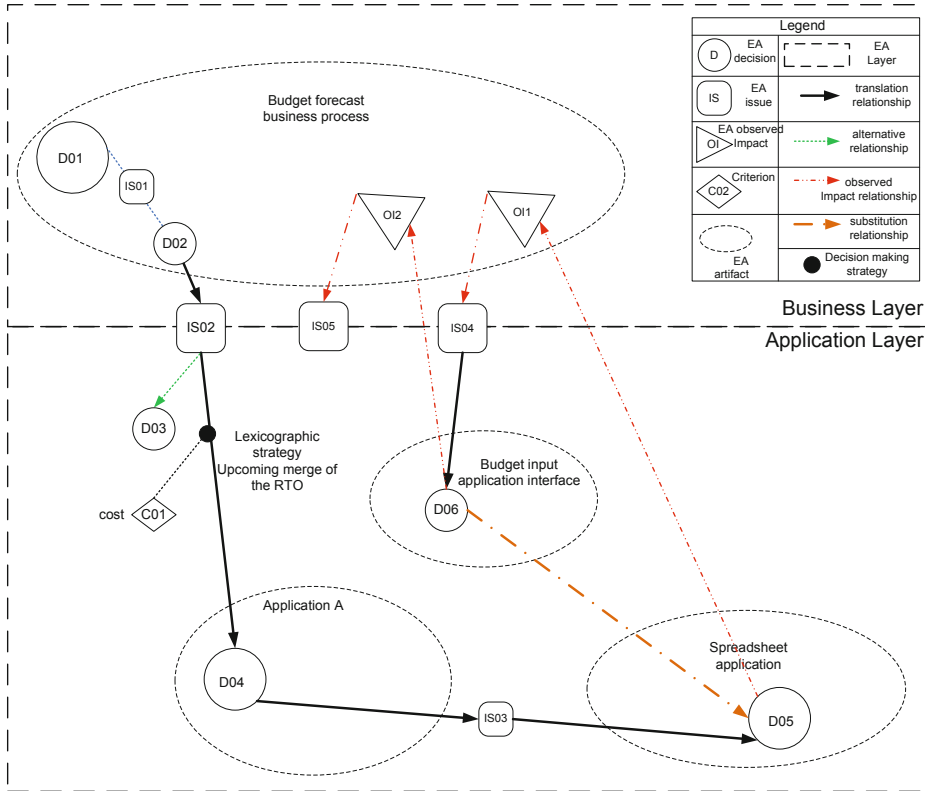 Legend
D
EA
decision
EA
Layer
IS
EA
issue
translation
relationship
EA observed
Impact
OI
alternative
relationship
Criterion
C02
observed
Impact relationship
EA
artifact
substitution
relationship
Decision making
strategy
Budget forecast
business process
D01
IS01
D02
OI2
OI1
IS02
IS05
IS04
Business Layer
Application Layer
D03
Lexicographic
strategy
Upcoming merge of
the RTO
cost
C01
Budget input
application interface
D06
Application A
D04
IS03
Spreadsheet
application
D05